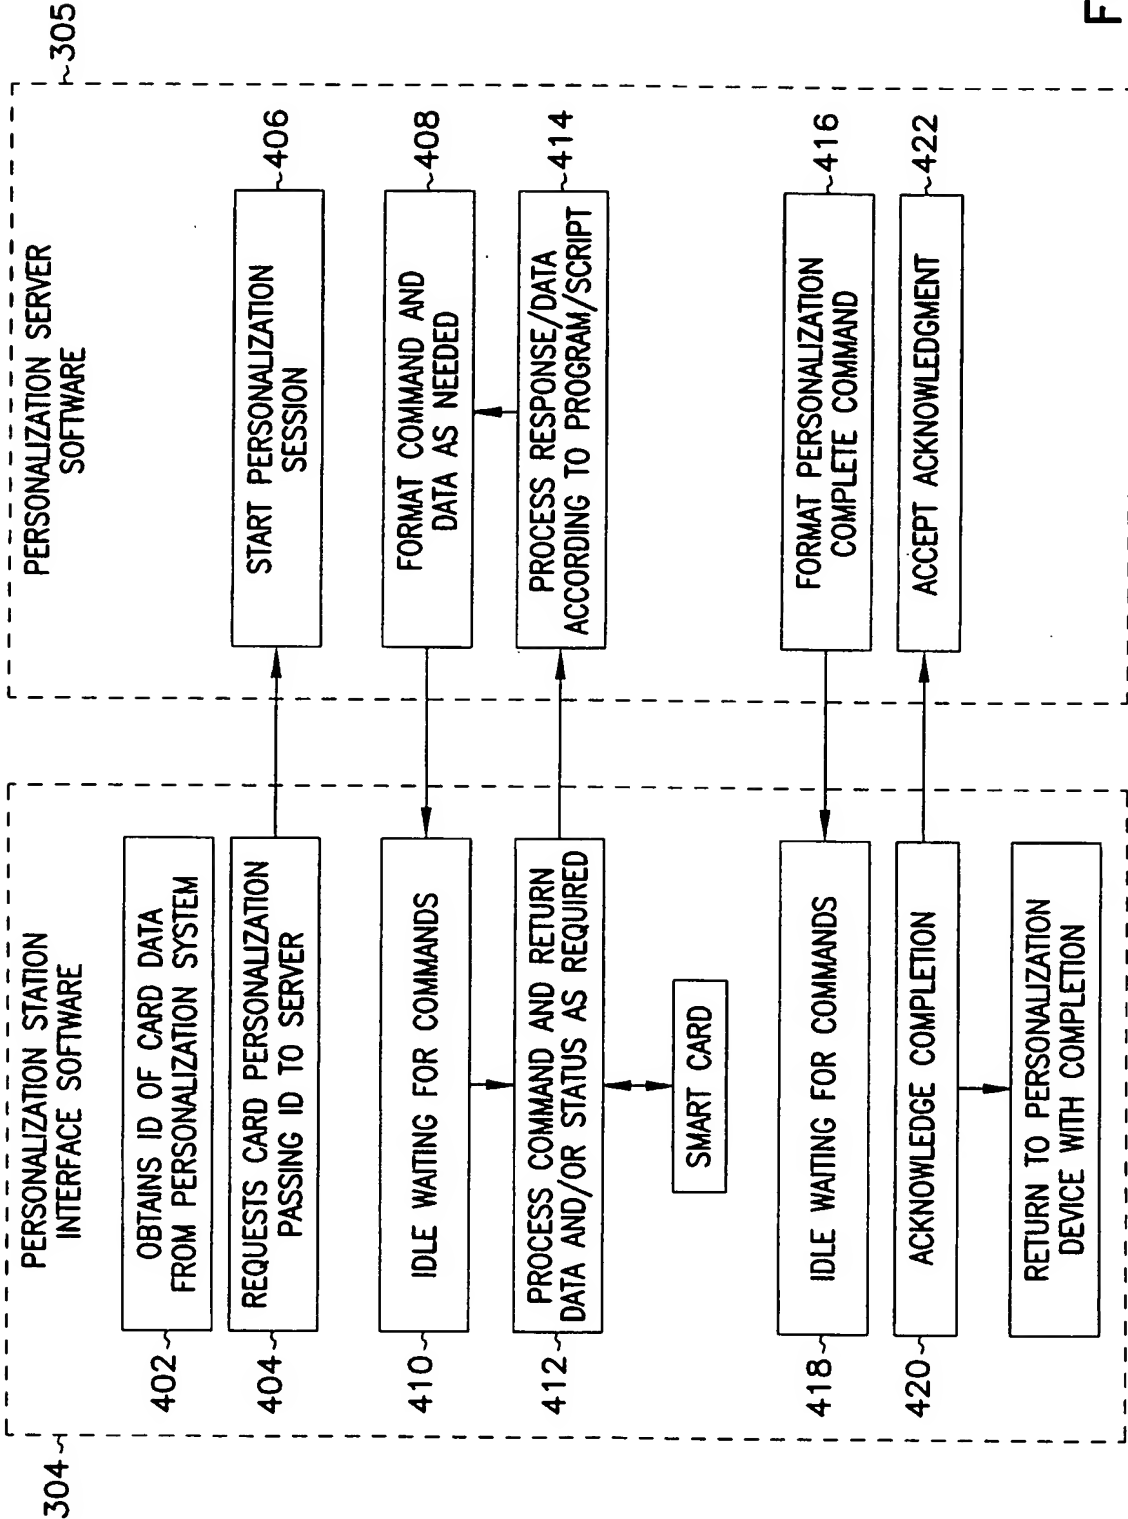 304
PERSONALIZATION STATION
INTERFACE SOFTWARE
402
OBTAINS ID OF CARD DATA
FROM PERSONALIZATION SYSTEM
404
REQUESTS CARD PERSONALIZATION
PASSING ID TO SERVER
410
IDLE WAITING FOR COMMANDS
412
PROCESS COMMAND AND RETURN
DATA AND/OR STATUS AS REQUIRED
SMART CARD
418
IDLE WAITING FOR COMMANDS
420
ACKNOWLEDGE COMPLETION
RETURN TO PERSONALIZATION
DEVICE WITH COMPLETION
305
PERSONALIZATION SERVER
SOFTWARE
START PERSONALIZATION
SESSION
406
FORMAT COMMAND AND
DATA AS NEEDED
408
PROCESS RESPONSE/DATA
ACCORDING TO PROGRAM/SCRIPT
414
FORMAT PERSONALIZATION
COMPLETE COMMAND
416
ACCEPT ACKNOWLEDGMENT
422
F